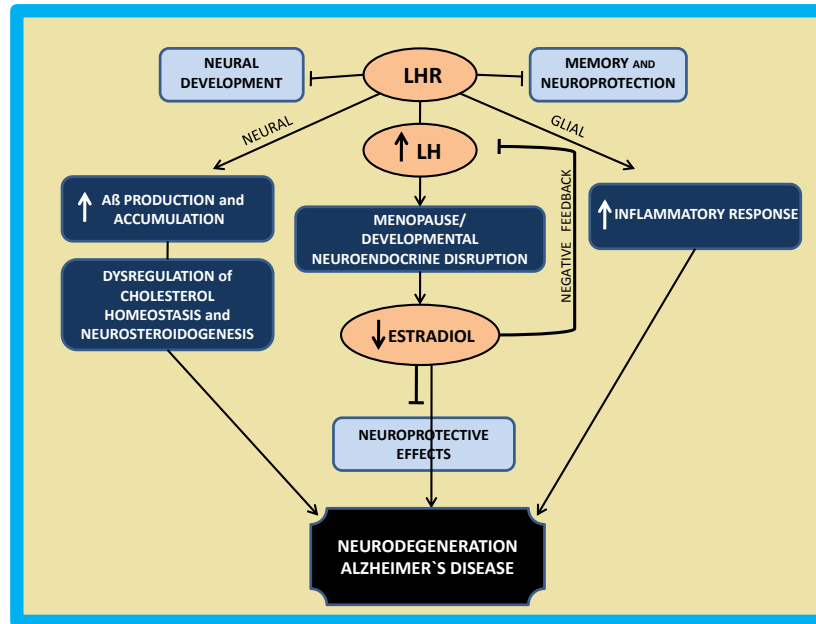 NEURAL
DEVELOPMENT
LHR
MEMORY AND
NEUROPROTECTION
NEURAL
GLIAL
↑ LH
NEGATIVE FEEDBACK
↑ Aß PRODUCTION and
ACCUMULATION
MENOPAUSE/
DEVELOPMENTAL
NEUROENDOCRINE DISRUPTION
↑ INFLAMMATORY RESPONSE
DYSREGULATION of
CHOLESTEROL
HOMEOSTASIS and
NEUROSTEROIDOGENESIS
↓ ESTRADIOL
NEUROPROTECTIVE
EFFECTS
NEURODEGENERATION
ALZHEIMER`S DISEASE